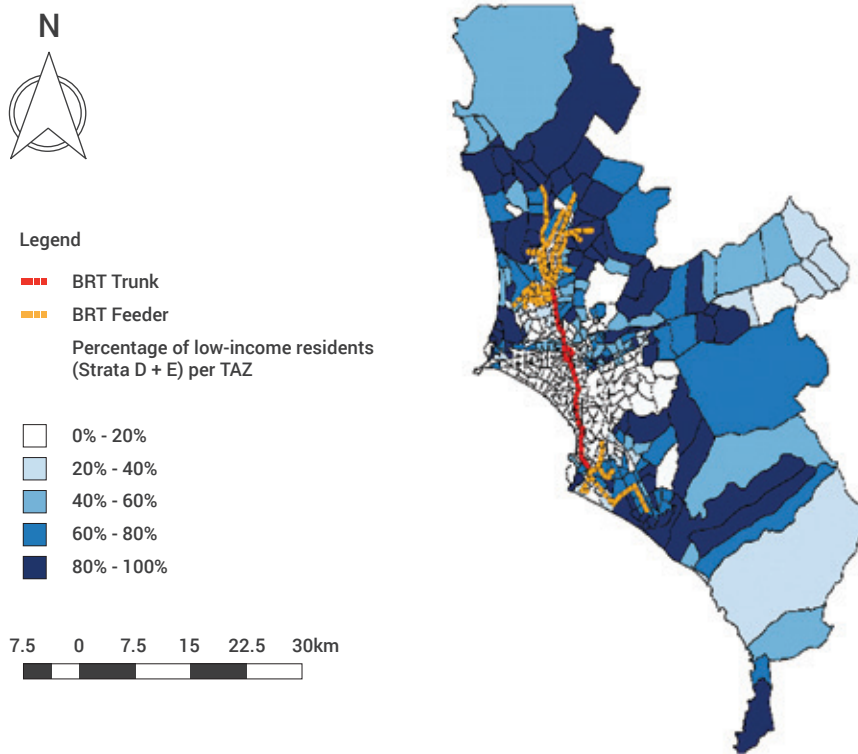 N
Legend
BRT Trunk
BRT Feeder
Percentage of low-income residents
(Strata D + E) per TAZ
0% - 20%
20% - 40%
40% - 60%
60% - 80%
80% - 100%
7.5 0 7.5 15 22.5 30km